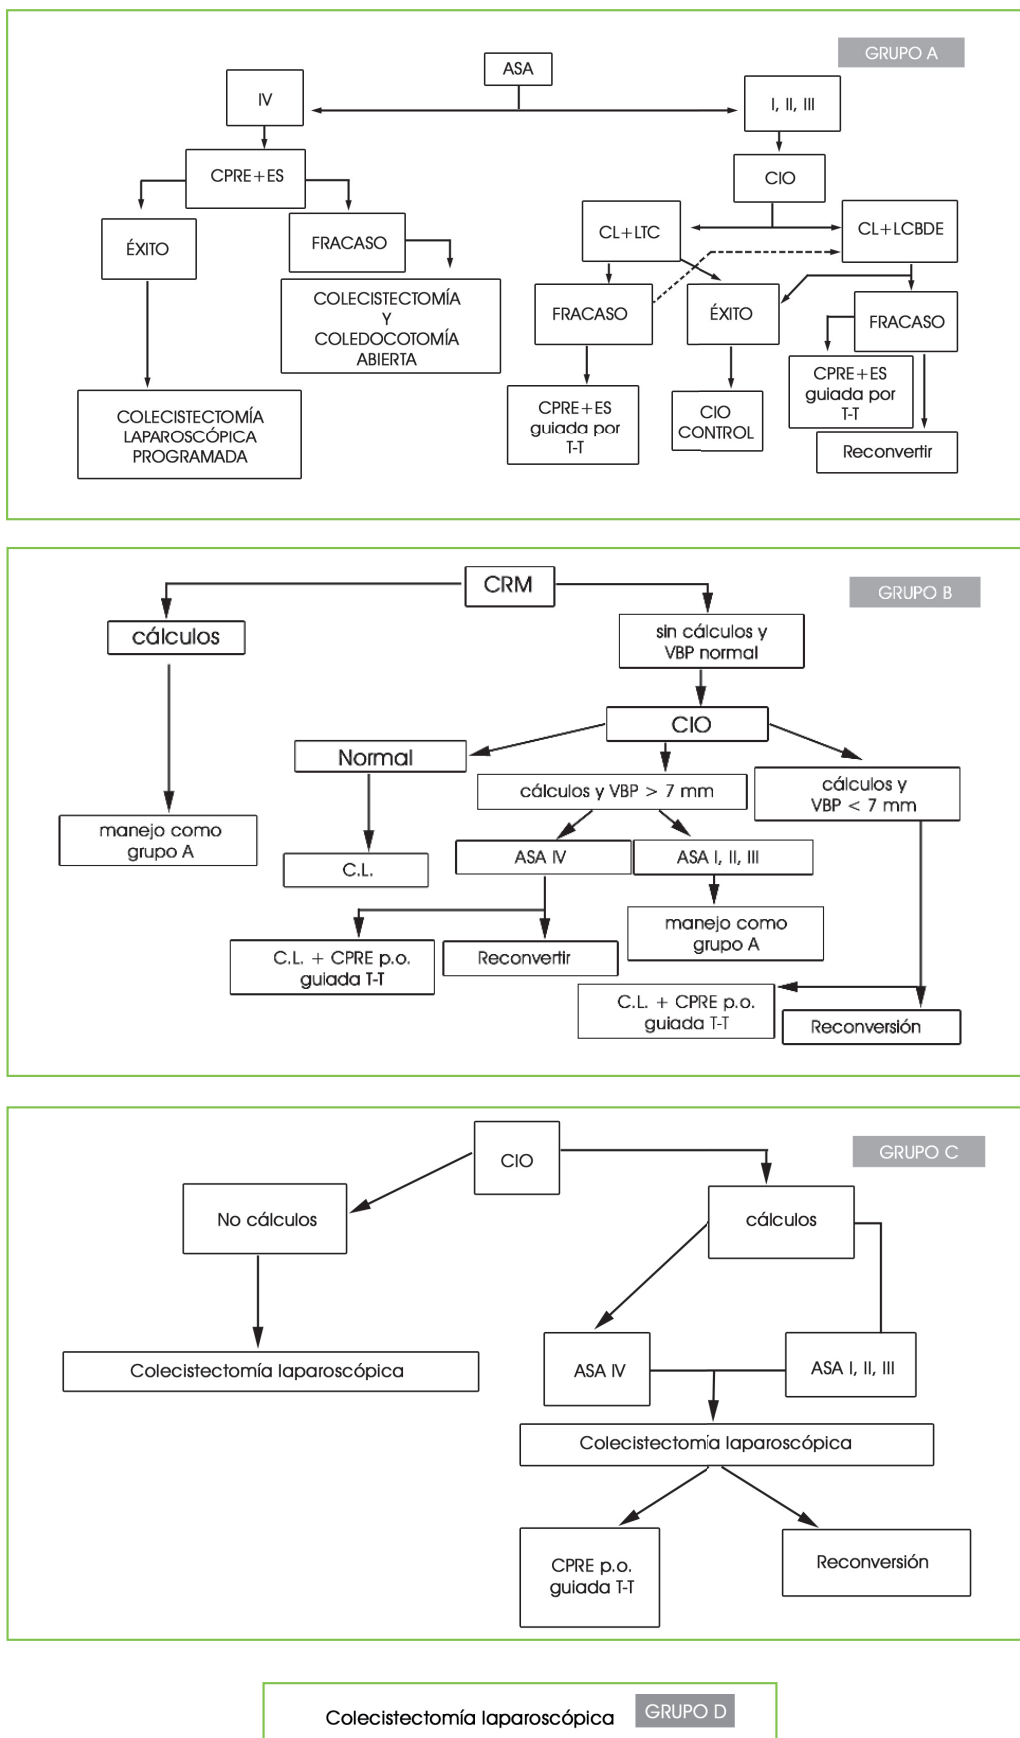 GRUPO A
ASA
IV
I, II, III
CPRE+ES
CIO
ÉXITO
FRACASO
CL+LTC
CL+LCBDE
COLECISTECTOMÍA
Y
COLEDOCOTOMÍA
ABIERTA
FRACASO
ÉXITO
FRACASO
COLECISTECTOMÍA
LAPAROSCÓPICA
PROGRAMADA
CPRE+ES
guiada por
T-T
CIO
CONTROL
CPRE+ES
guiada por
T-T
Reconvertir
GRUPO B
CRM
cálculos
sin cálculos y
VBP normal
CIO
Normal
cálculos y VBP > 7 mm
cálculos y
VBP < 7 mm
manejo como
grupo A
C.L.
ASA IV
ASA I, II, III
manejo como
grupo A
C.L. + CPRE p.o.
guiada T-T
Reconvertir
C.L. + CPRE p.o.
guiada T-T
Reconversión
GRUPO C
CIO
No cálculos
cálculos
Colecistectomía laparoscópica
ASA IV
ASA I, II, III
Colecistectomía laparoscópica
CPRE p.o.
guiada T-T
Reconversión
Colecistectomía laparoscópica
GRUPO D